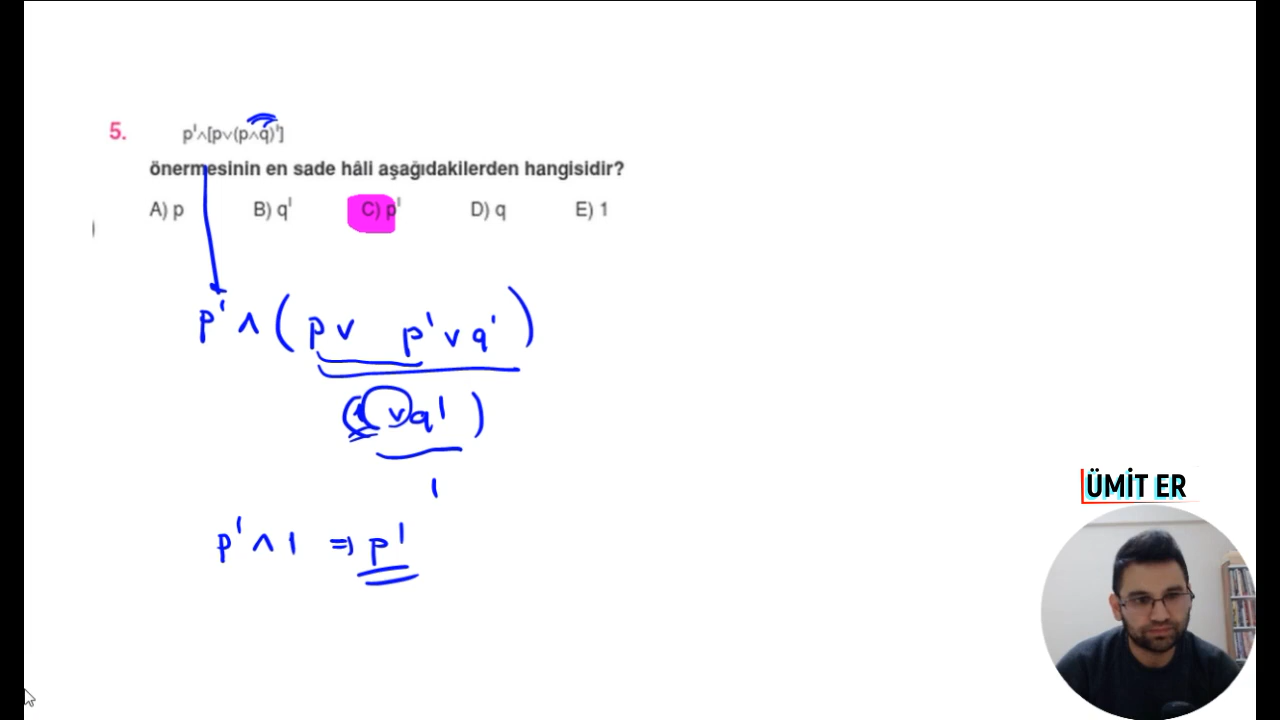 5. p'∧[p∨(p∧q)']
önermesinin en sade hâli aşağıdakilerden hangisidir?
A) p B) q' C) p' D) q E) 1
p' ∧ ( p ∨ p' ∨ q' )
( 1 ∨ q' )
1
p' ∧ 1 ⇒ p'
ÜMİT ER